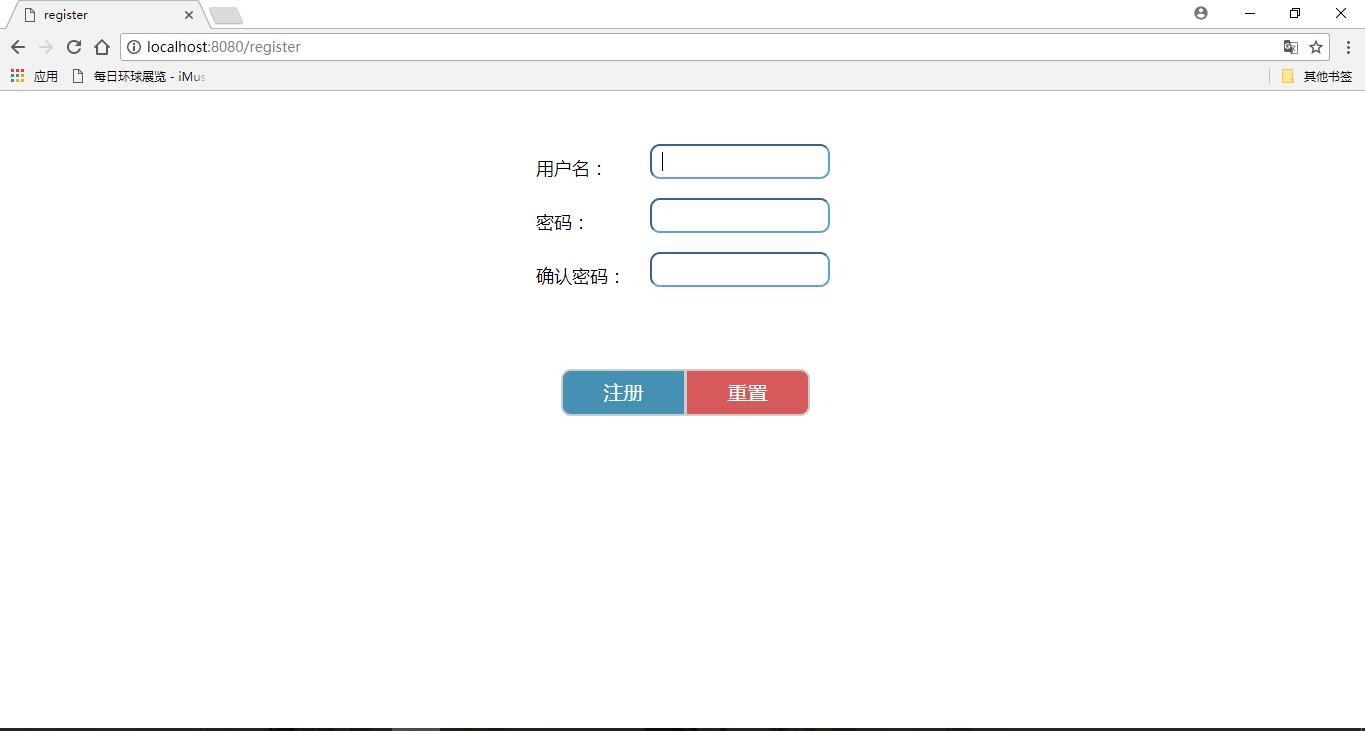 register
localhost:8080/register
应用 每日环球展览 - iMus 其他书签
用户名：
密码：
确认密码：
注册 重置